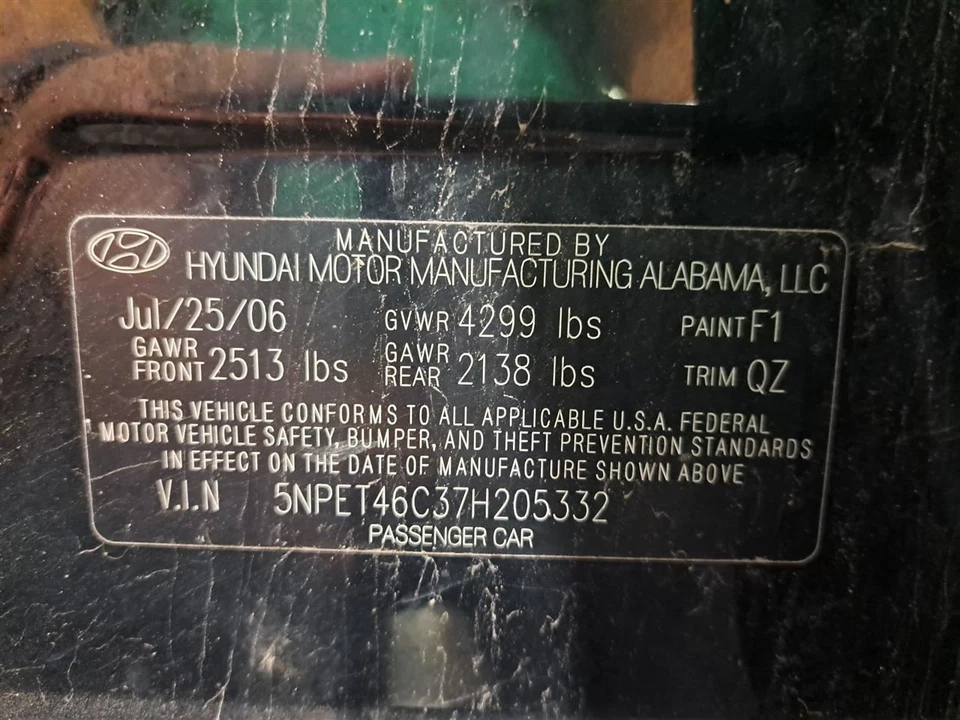 MANUFACTURED BY
HYUNDAI MOTOR MANUFACTURING ALABAMA, LLC
Jul/25/06 GVWR 4299 lbs PAINT F1
GAWR FRONT 2513 lbs GAWR REAR 2138 lbs TRIM QZ
THIS VEHICLE CONFORMS TO ALL APPLICABLE U.S.A. FEDERAL
MOTOR VEHICLE SAFETY, BUMPER, AND THEFT PREVENTION STANDARDS
IN EFFECT ON THE DATE OF MANUFACTURE SHOWN ABOVE
V.I.N 5NPET46C37H205332
PASSENGER CAR